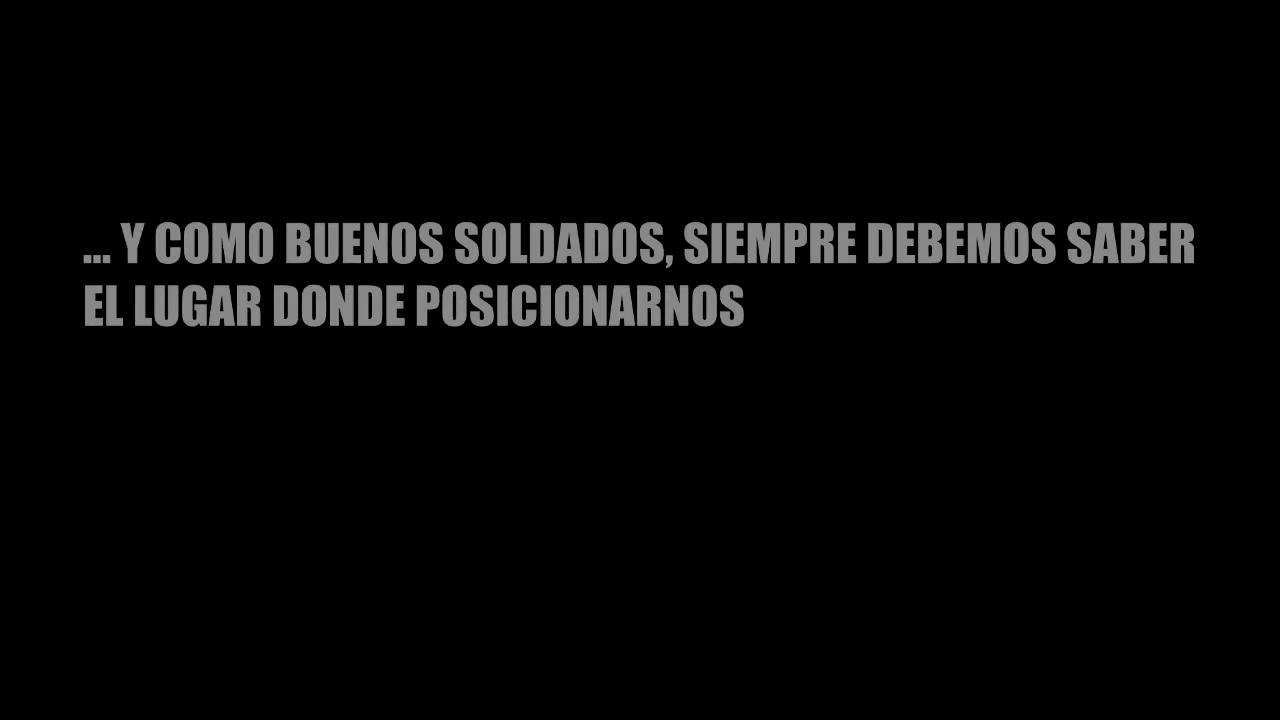 ... Y COMO BUENOS SOLDADOS, SIEMPRE DEBEMOS SABER
EL LUGAR DONDE POSICIONARNOS